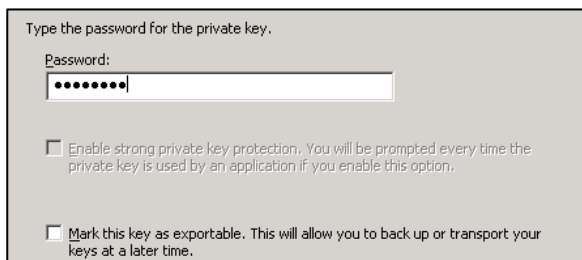 Type the password for the private key.
Password:
●●●●●●●●
Enable strong private key protection. You will be prompted every time the
private key is used by an application if you enable this option.
Mark this key as exportable. This will allow you to back up or transport your
keys at a later time.